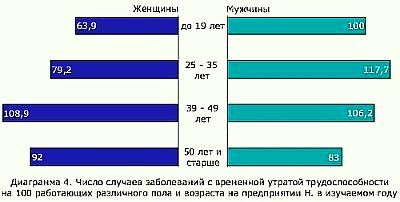 Женщины Мужчины
63,9 до 19 лет 100
79,2 25 - 35 117,7
лет
108,9 39 - 49 106,2
лет
92 50 лет и 83
старше
Диаграмма 4. Число случаев заболеваний с временной утратой трудоспособности
на 100 работающих различного пола и возраста на предприятии Н. в изучаемом году